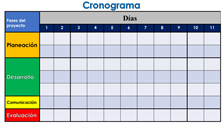 Cronograma
Fases del proyecto
Días
1 2 3 4 5 6 7 8 9 10 11
Planeación
Desarrollo
Comunicación
Evaluación